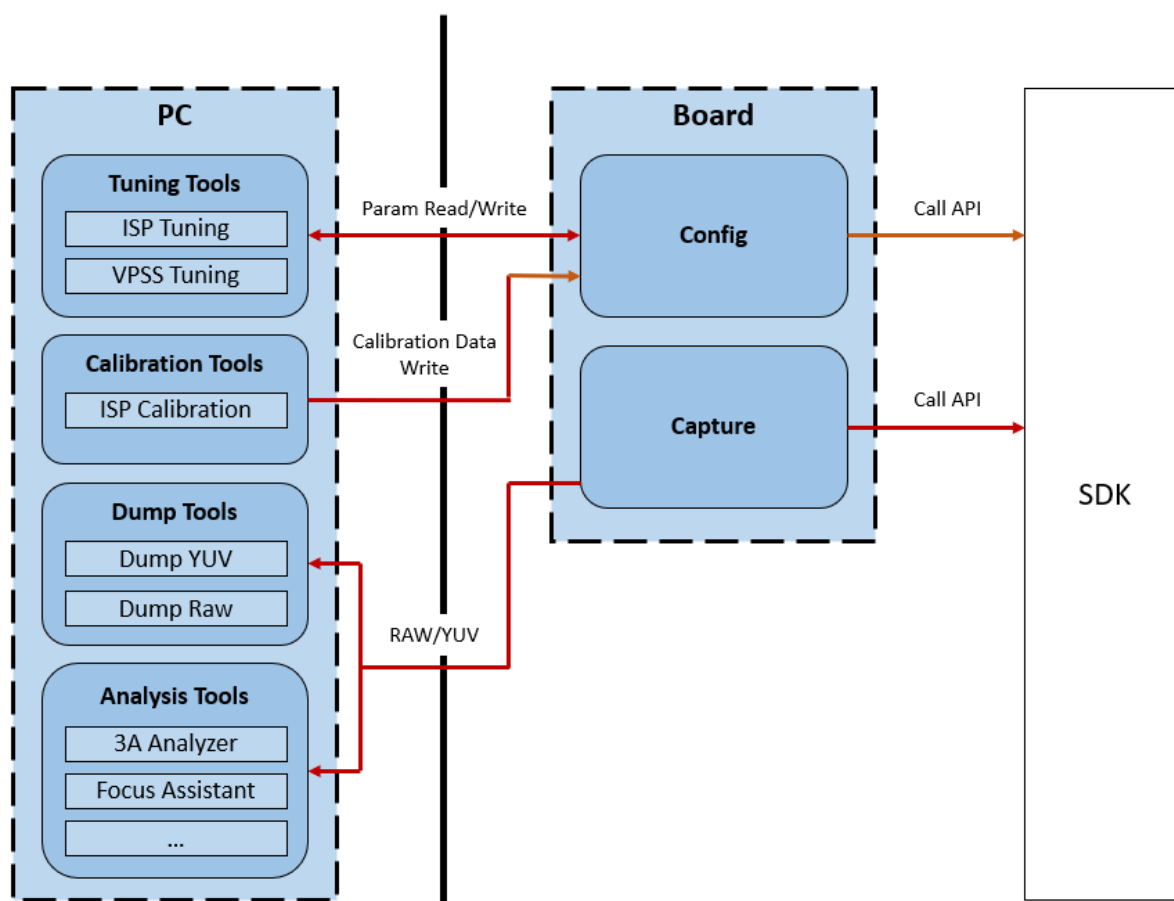 PC
Tuning Tools
ISP Tuning
VPSS Tuning
Calibration Tools
ISP Calibration
Dump Tools
Dump YUV
Dump Raw
Analysis Tools
3A Analyzer
Focus Assistant
...
Param Read/Write
Calibration Data
Write
RAW/YUV
Board
Config
Capture
Call API
Call API
SDK